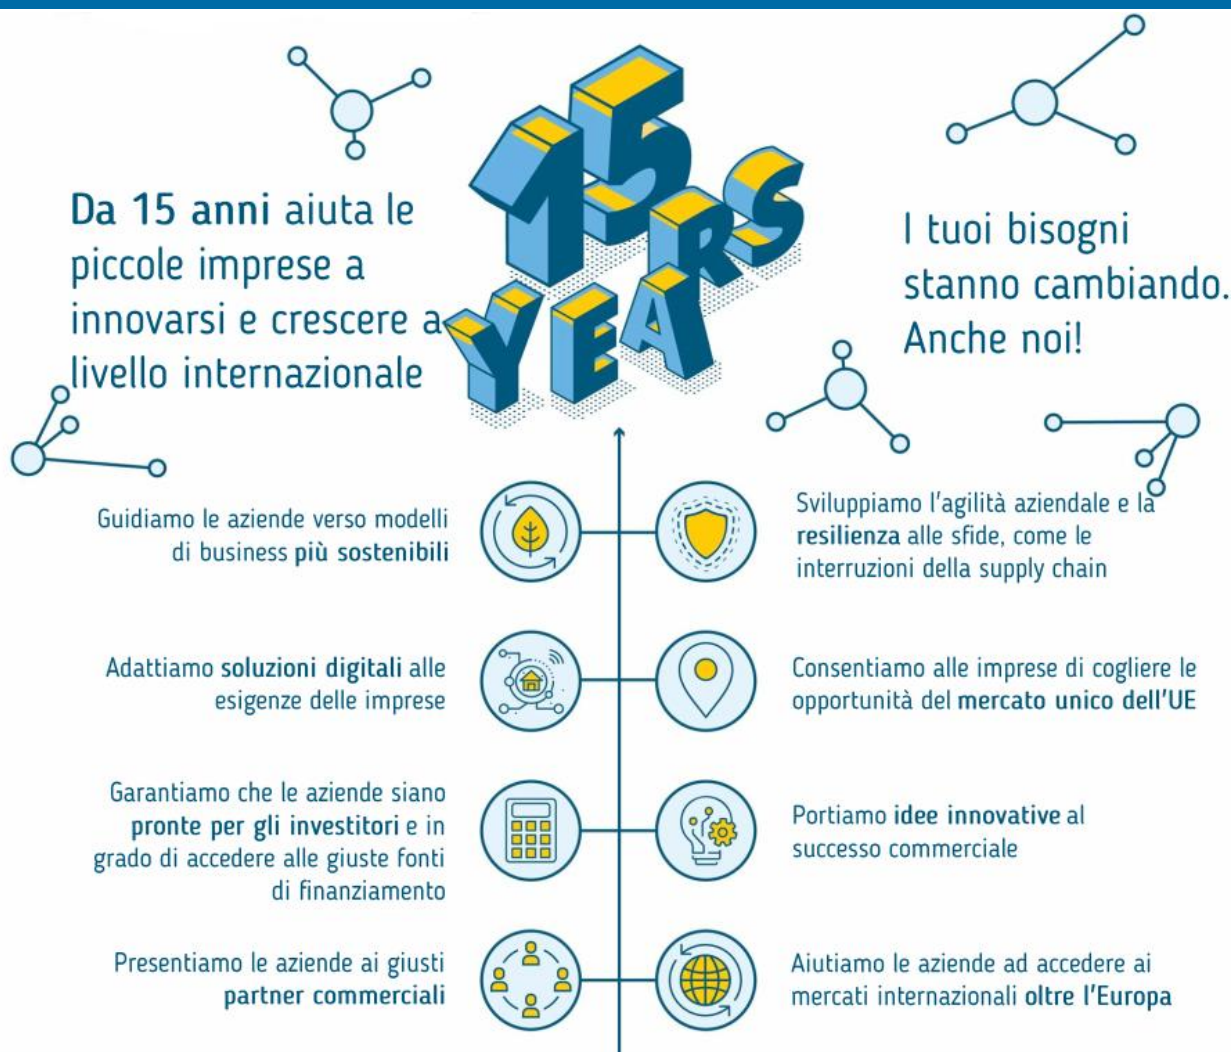 15
YEARS
Da 15 anni aiuta le
piccole imprese a
innovarsi e crescere a
livello internazionale
I tuoi bisogni
stanno cambiando.
Anche noi!
Guidiamo le aziende verso modelli
di business più sostenibili
Sviluppiamo l'agilità aziendale e la
resilienza alle sfide, come le
interruzioni della supply chain
Adattiamo soluzioni digitali alle
esigenze delle imprese
Consentiamo alle imprese di cogliere le
opportunità del mercato unico dell'UE
Garantiamo che le aziende siano
pronte per gli investitori e in
grado di accedere alle giuste fonti
di finanziamento
Portiamo idee innovative al
successo commerciale
Presentiamo le aziende ai giusti
partner commerciali
Aiutiamo le aziende ad accedere ai
mercati internazionali oltre l'Europa